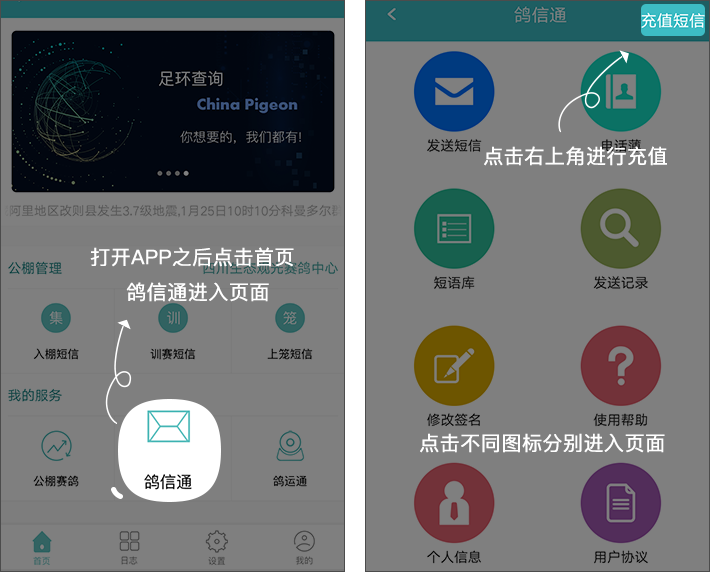 足环查询
China Pigeon
你想要的，我们都有!
阿里地区改则县发生3.7级地震,1月25日10时10分科曼多尔
打开APP之后点击首页
公棚管理
四川生态观光赛鸽中心
鸽信通进入页面
集
训
笼
入棚短信
训赛短信
上笼短信
我的服务
公棚赛鸽
鸽信通
鸽运通
首页
日志
设置
我的
鸽信通
充值短信
发送短信
电话薄
点击右上角进行充值
短语库
发送记录
修改签名
使用帮助
点击不同图标分别进入页面
个人信息
用户协议